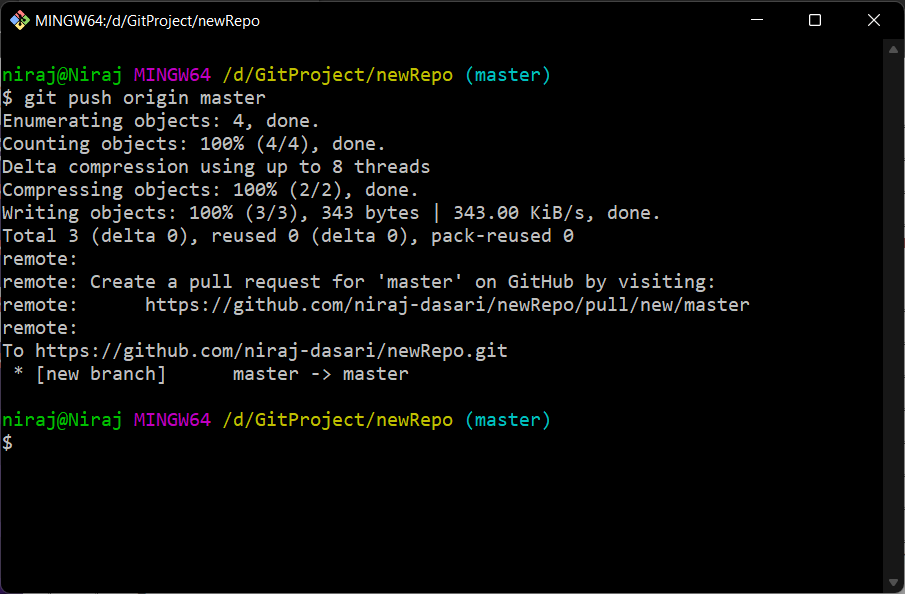 MINGW64:/d/GitProject/newRepo
niraj@Niraj MINGW64 /d/GitProject/newRepo (master)
$ git push origin master
Enumerating objects: 4, done.
Counting objects: 100% (4/4), done.
Delta compression using up to 8 threads
Compressing objects: 100% (2/2), done.
Writing objects: 100% (3/3), 343 bytes | 343.00 KiB/s, done.
Total 3 (delta 0), reused 0 (delta 0), pack-reused 0
remote:
remote: Create a pull request for 'master' on GitHub by visiting:
remote:      https://github.com/niraj-dasari/newRepo/pull/new/master
remote:
To https://github.com/niraj-dasari/newRepo.git
 * [new branch]      master -> master
niraj@Niraj MINGW64 /d/GitProject/newRepo (master)
$